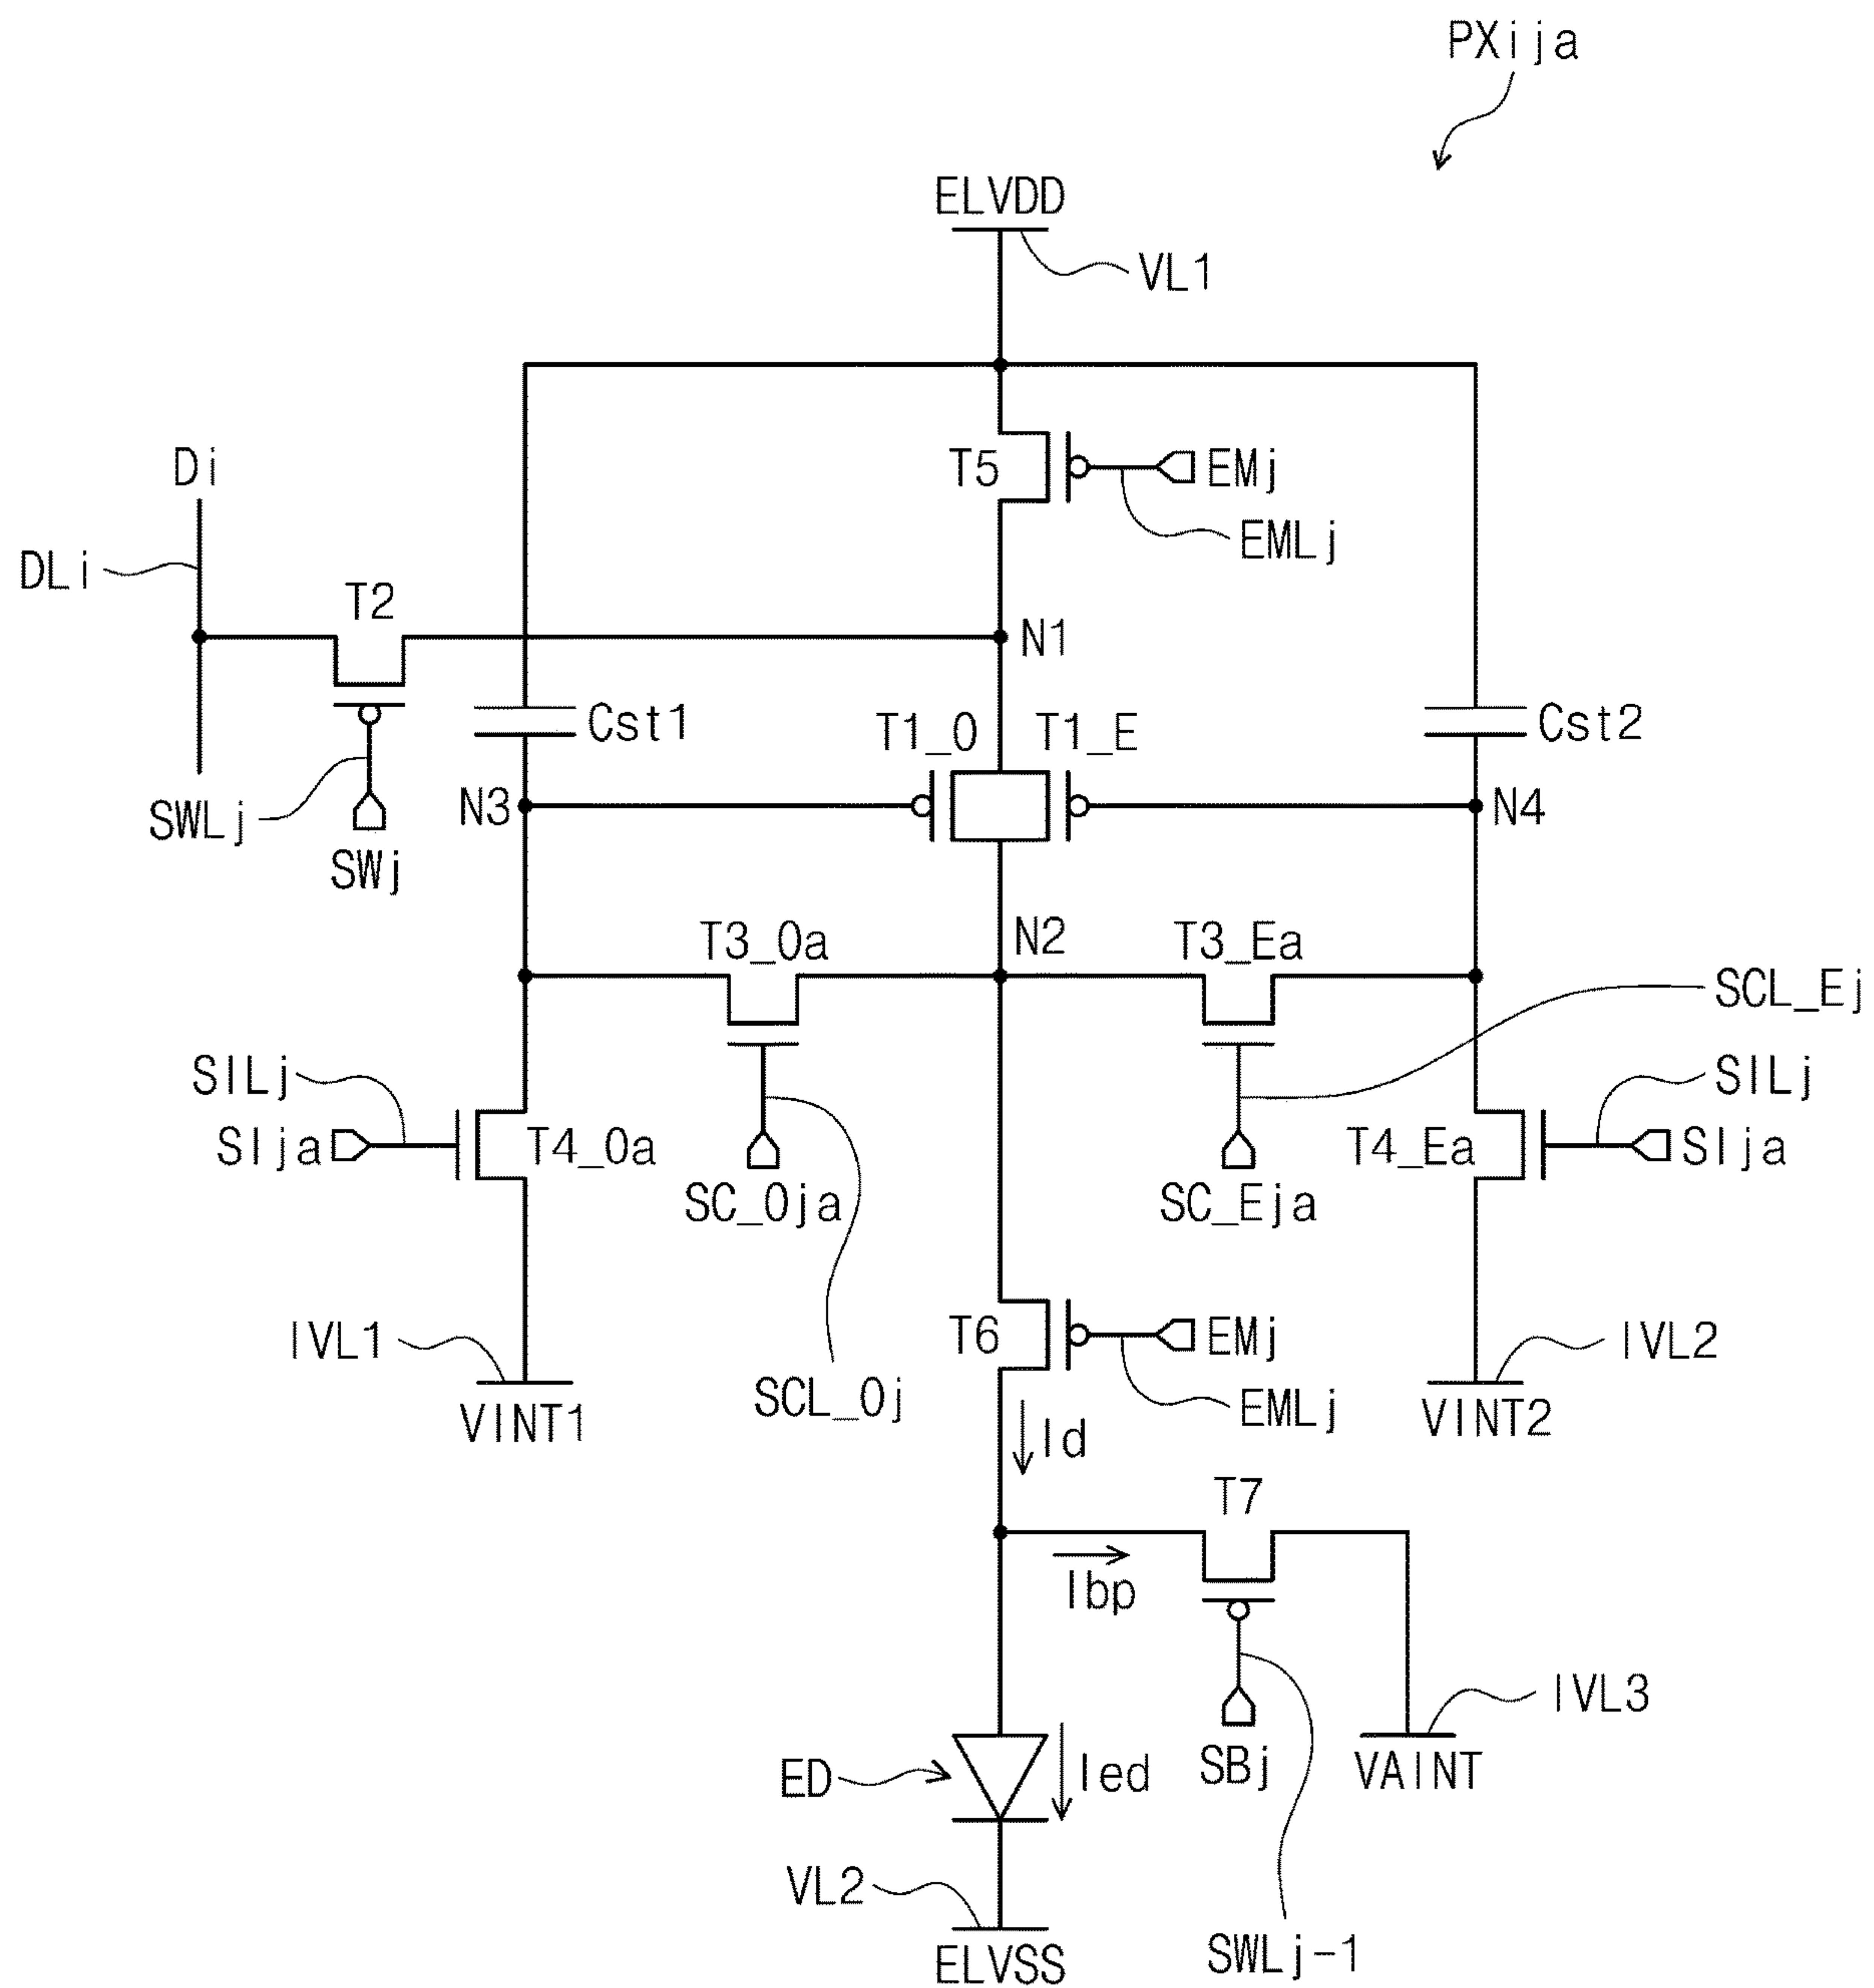 PXija
ELVDD
VL1
Di
T5
EMj
EMLj
DLi
T2
N1
Cst1
T1_O
T1_E
Cst2
N3
N4
SWLj
SWj
T3_Oa
N2
T3_Ea
SCL_Ej
SILj
SILj
SIja
T4_Oa
T4_Ea
SIja
SC_Oja
SC_Eja
IVL1
T6
EMj
IVL2
SCL_Oj
EMLj
VINT1
VINT2
Id
T7
Ibp
IVL3
ED
Ied
SBj
VAINT
VL2
SWLj-1
ELVSS